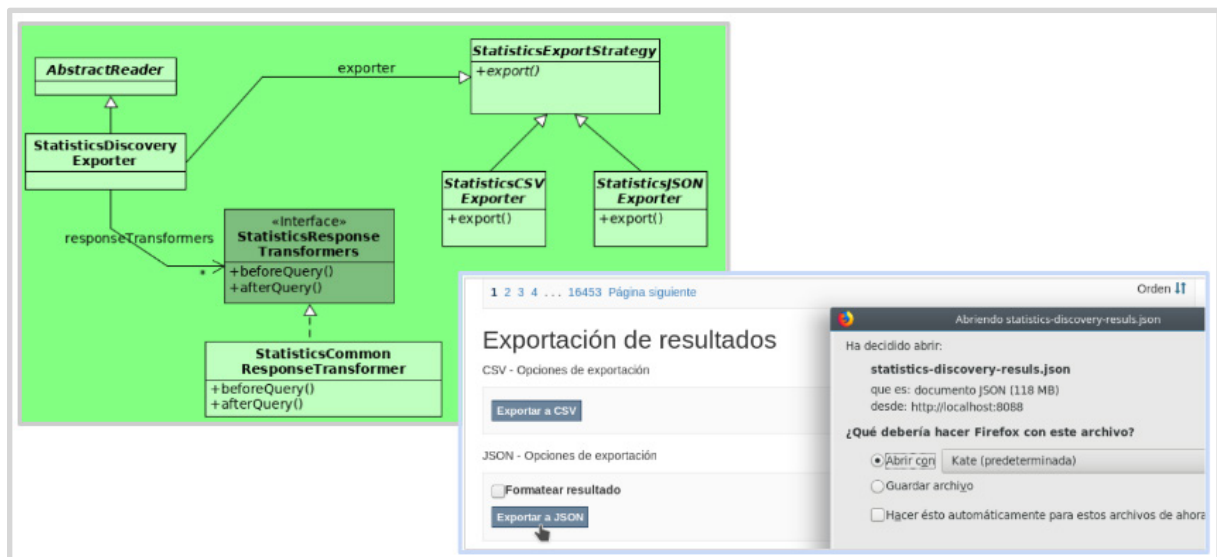 AbstractReader
exporter
StatisticsExportStrategy
+export()
StatisticsDiscovery
Exporter
StatisticsCSV
Exporter
+export()
StatisticsJSON
Exporter
+export()
responseTransformers
*
«Interface»
StatisticsResponse
Transformers
+beforeQuery()
+afterQuery()
StatisticsCommon
ResponseTransformer
+beforeQuery()
+afterQuery()
1 2 3 4 ... 16453 Página siguiente
Orden
Exportación de resultados
CSV - Opciones de exportación
Exportar a CSV
JSON - Opciones de exportación
Formatear resultado
Exportar a JSON
Abriendo statistics-discovery-resuls.json
Ha decidido abrir:
statistics-discovery-resuls.json
que es: documento JSON (118 MB)
desde: http://localhost:8088
¿Qué debería hacer Firefox con este archivo?
Abrir con Kate (predeterminada)
Guardar archivo
Hacer ésto automáticamente para estos archivos de ahora